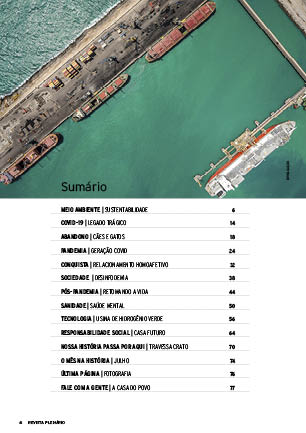 Sumário
MEIO AMBIENTE | SUSTENTABILIDADE 6
COVID-19 | LEGADO TRÁGICO 14
ABANDONO | CÃES E GATOS 18
PANDEMIA | GERAÇÃO COVID 24
CONQUISTA | RELACIONAMENTO HOMOAFETIVO 32
SOCIEDADE | DESINFODEMIA 38
PÓS-PANDEMIA | RETOMANDO A VIDA 44
SANIDADE | SAÚDE MENTAL 50
TECNOLOGIA | USINA DE HIDROGÊNIO VERDE 56
RESPONSABILIDADE SOCIAL | CASA FUTURO 64
NOSSA HISTÓRIA PASSA POR AQUI | TRAVESSA CRATO 70
O MÊS NA HISTÓRIA | JULHO 74
ÚLTIMA PÁGINA | FOTOGRAFIA 76
FALE COM A GENTE | A CASA DO POVO 77
REVISTA PLENÁRIO